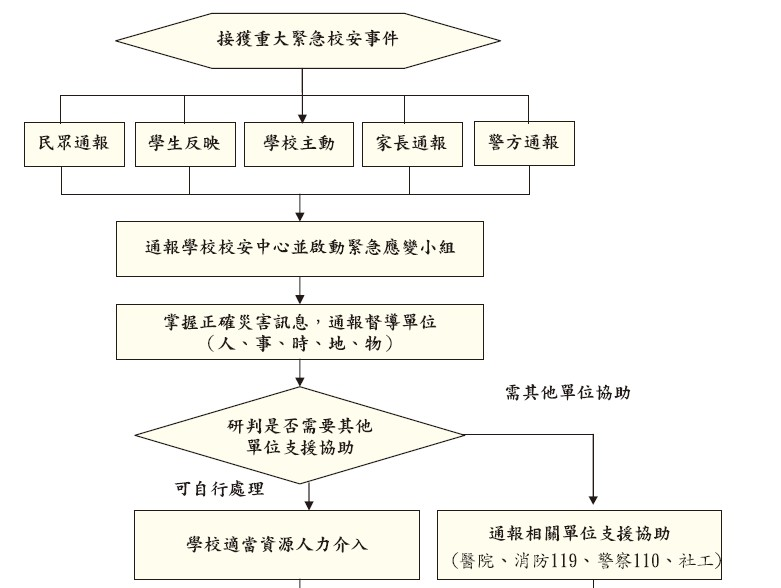 接獲重大緊急校安事件
民眾通報
學生反映
學校主動
家長通報
警方通報
通報學校校安中心並啟動緊急應變小組
掌握正確災害訊息，通報督導單位
（人、事、時、地、物）
需其他單位協助
研判是否需要其他
單位支援協助
可自行處理
學校適當資源人力介入
通報相關單位支援協助
（醫院、消防119、警察110、社工）